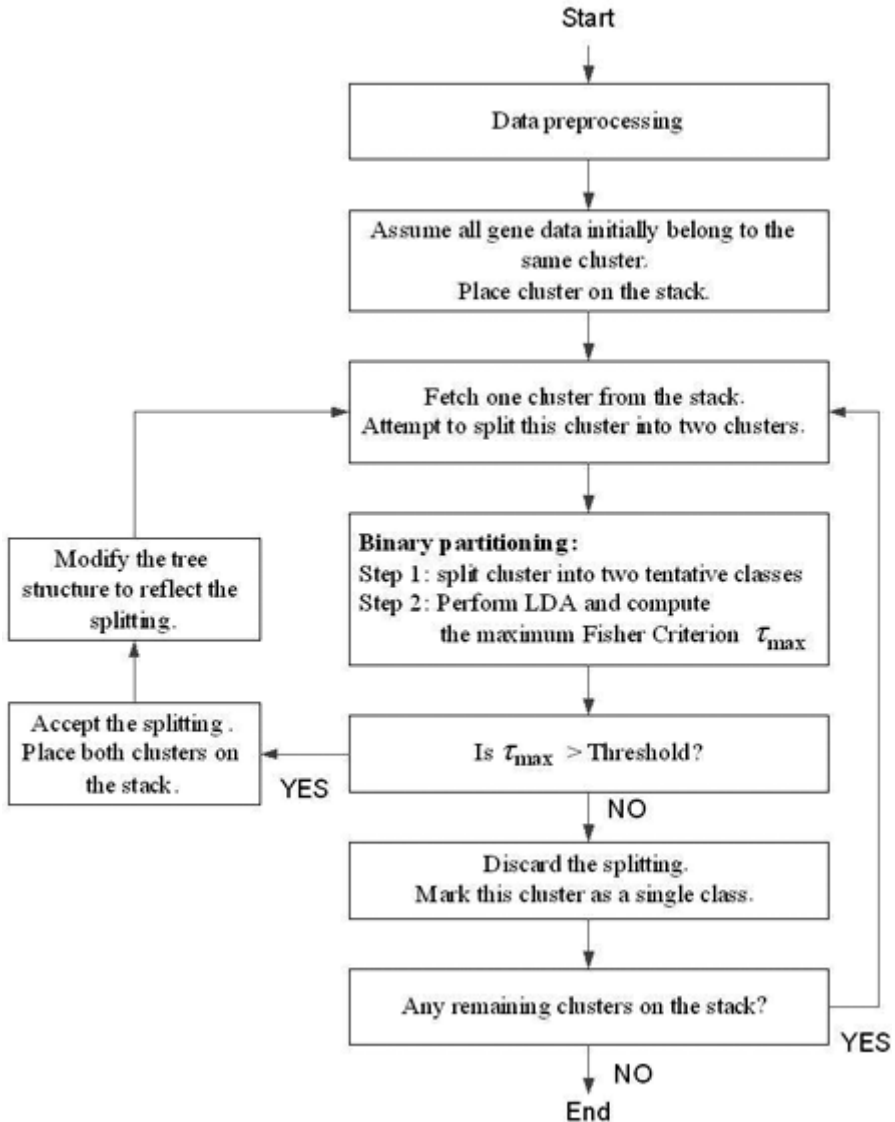 Start
Data preprocessing
Assume all gene data initially belong to the
same cluster.
Place cluster on the stack.
Fetch one cluster from the stack.
Attempt to split this cluster into two clusters.
Binary partitioning:
Step 1: split cluster into two tentative classes
Step 2: Perform LDA and compute
the maximum Fisher Criterion τmax
Modify the tree
structure to reflect the
splitting.
Accept the splitting.
Place both clusters on
the stack.
YES
Is τmax > Threshold?
NO
Discard the splitting.
Mark this cluster as a single class.
Any remaining clusters on the stack?
YES
NO
End